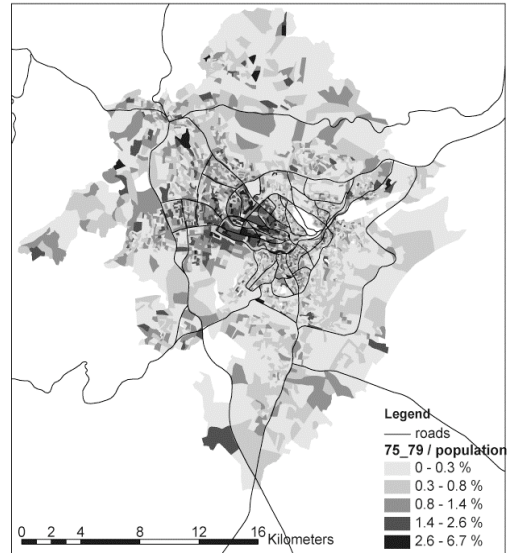 Legend
roads
75_79 / population
0 - 0.3 %
0.3 - 0.8 %
0.8 - 1.4 %
1.4 - 2.6 %
2.6 - 6.7 %
0 1 2 4 8 12 16
Kilometers